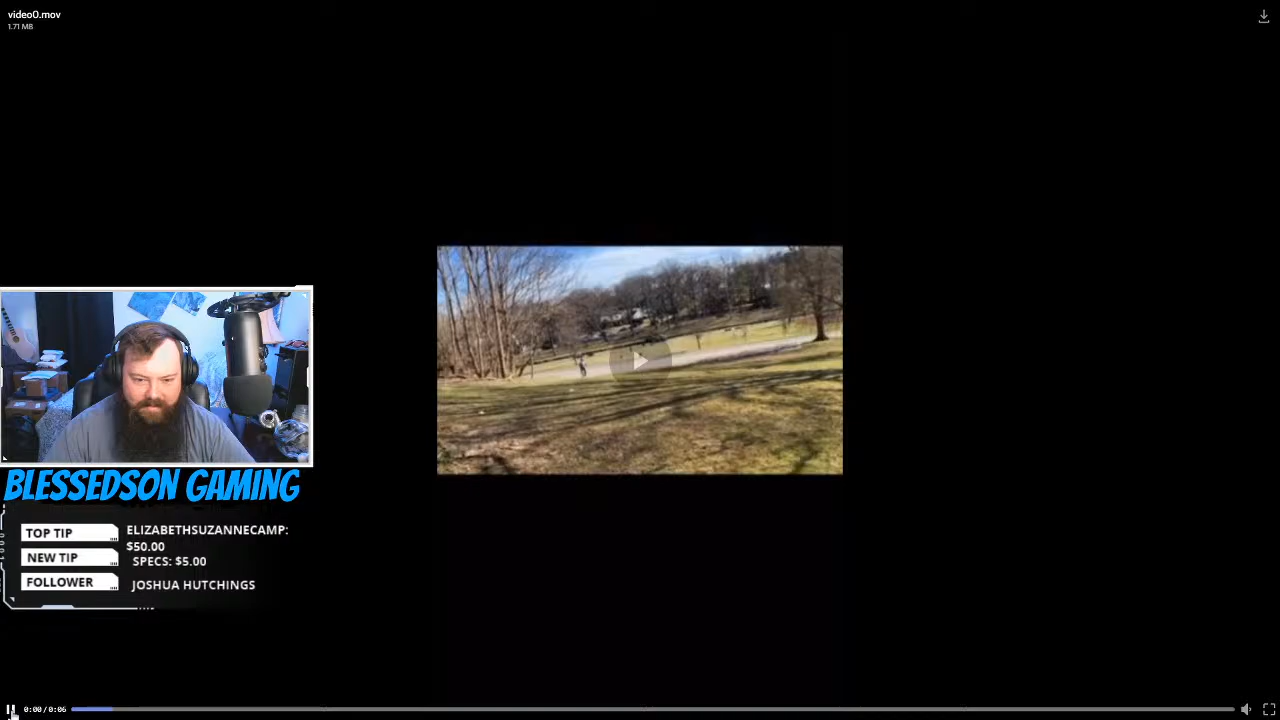 video0.mov
1.71 MB
BLESSEDSON GAMING
TOP TIP
ELIZABETHSUZANNECAMP:
$50.00
NEW TIP
SPECS: $5.00
FOLLOWER
JOSHUA HUTCHINGS
0:00 / 0:06